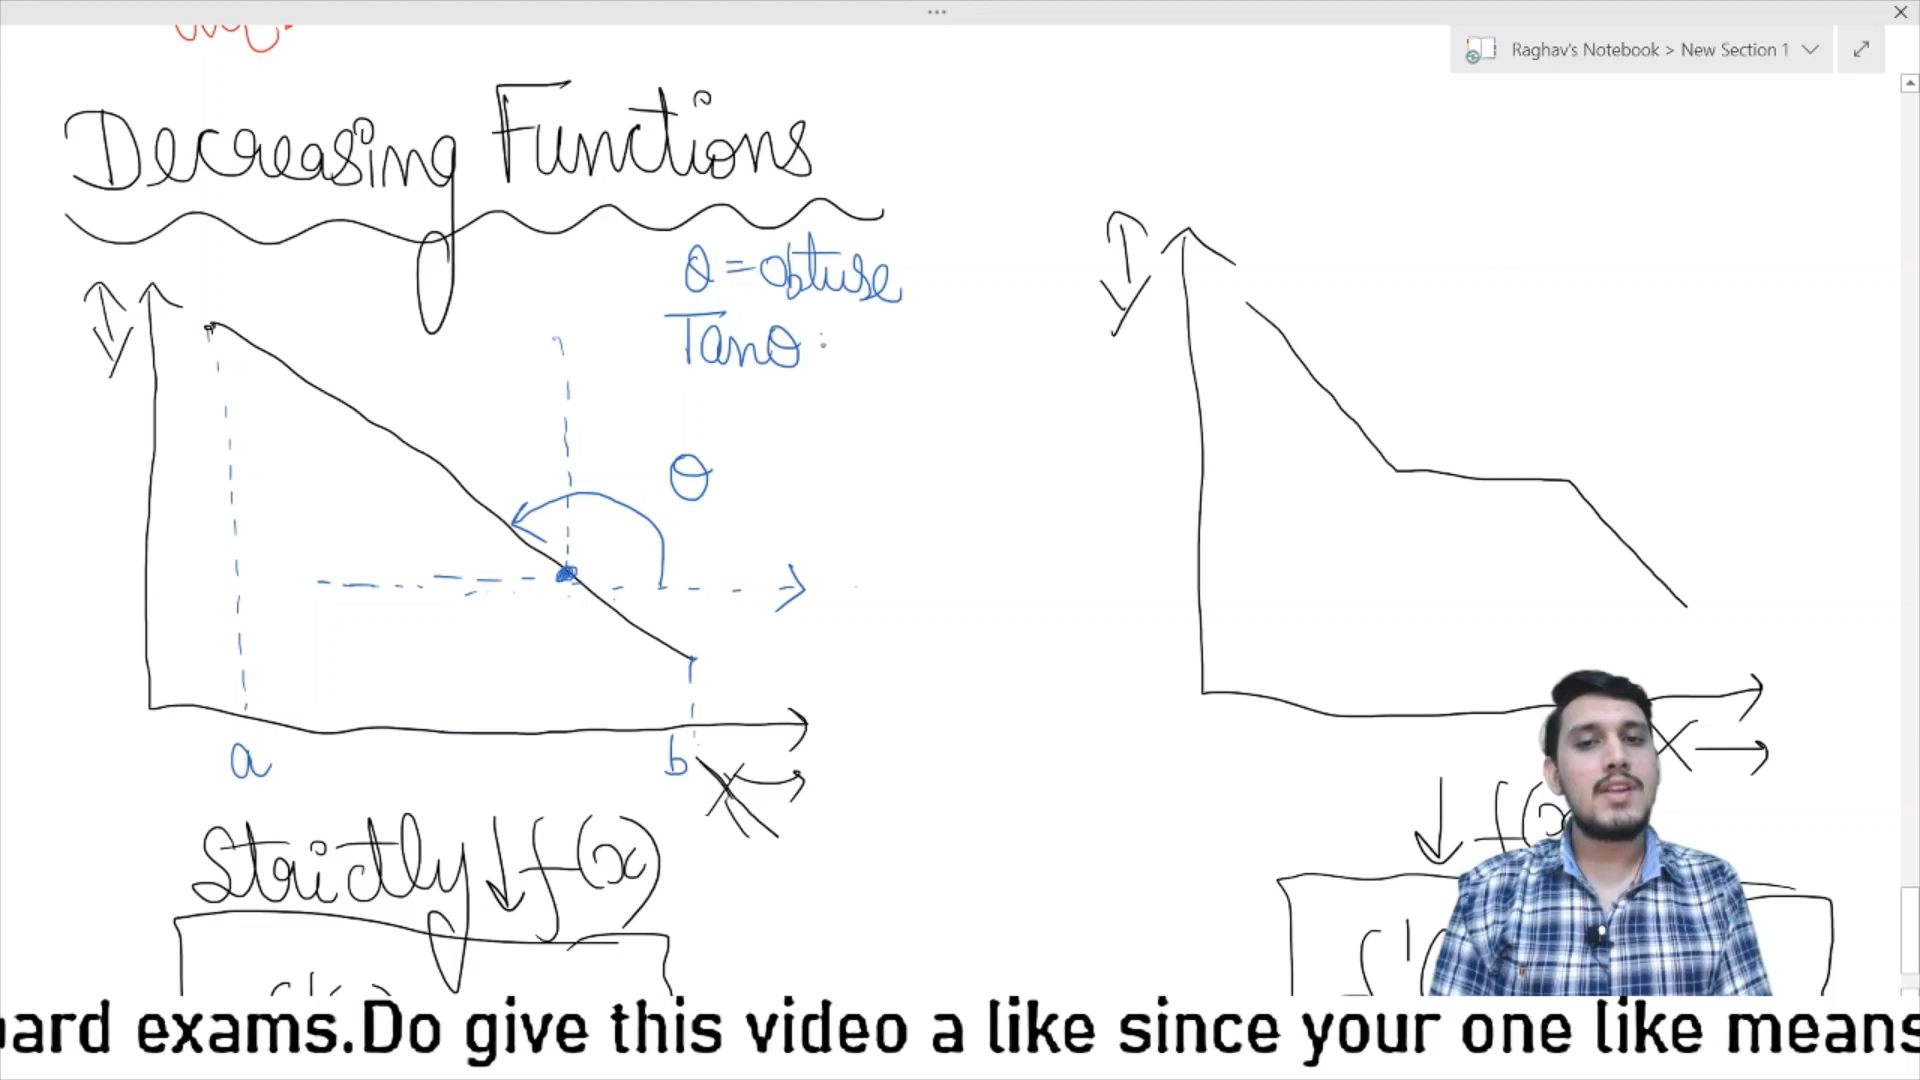 Raghav's Notebook > New Section 1
Decreasing Functions
θ = obtuse
Tanθ
y
θ
a
b
X
Strictly ↓ f(x)
y
X
↓ f(x
f'(
exams.Do give this video a like since your one like means